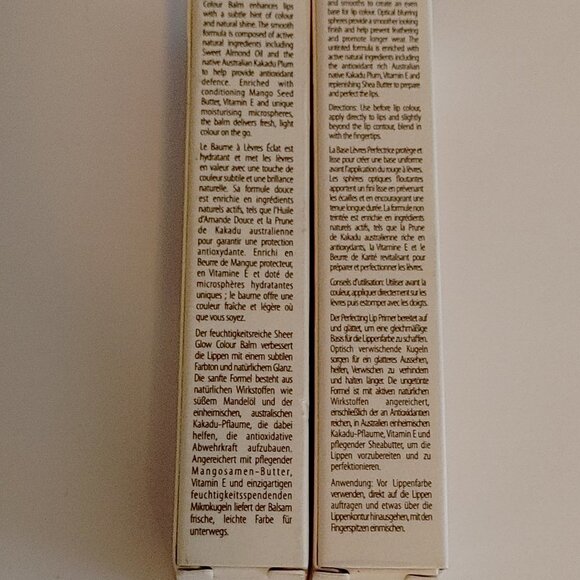 Colour Balm enhances lips
with a subtle hint of colour
and natural shine. The smooth
formula is composed of active
natural ingredients including
Sweet Almond Oil and the
native Australian Kakadu Plum
to help provide antioxidant
defence. Enriched with
conditioning Mango Seed
Butter, Vitamin E and unique
moisturising microspheres,
the balm delivers fresh, light
colour on the go.
Le Baume à Lèvres Éclat est
hydratant et met les lèvres
en valeur avec une touche de
couleur subtile et une brillance
naturelle. Sa formule douce
est enrichie en ingrédients
naturels actifs, tels que l'Huile
d'Amande Douce et la Prune
de Kakadu australienne
pour garantir une protection
antioxydante. Enrichi en
Beurre de Mangue protecteur,
en Vitamine E et doté de
microsphères hydratantes
uniques ; le baume offre une
couleur fraîche et légère où
que vous soyez.
Der feuchtigkeitsreiche Sheer
Glow Colour Balm verbessert
die Lippen mit einem subtilen
Farbton und natürlichem Glanz.
Die sanfte Formel besteht aus
natürlichen Wirkstoffen wie
süßem Mandelöl und der
einheimischen, australischen
Kakadu-Pflaume, die dabei
helfen, die antioxidative
Abwehrkraft aufzubauen.
Angereichert mit pflegender
Mangosamen-Butter,
Vitamin E und einzigartigen
feuchtigkeitsspendenden
Mikrokugeln liefert der Balsam
frische, leichte Farbe für
unterwegs.
and smooths to create an even
base for lip colour. Optical blurring
spheres provide a smoother looking
finish and help prevent feathering
and promote longer wear. The
untinted formula is enriched with
active natural ingredients including
the antioxidant rich Australian
native Kakadu Plum, Vitamin E and
replenishing Shea Butter to prepare
and perfect the lips.
Directions: Use before lip colour,
apply directly to lips and slightly
beyond the lip contour, blend in
with the fingertips.
La Base Lèvres Perfectrice protège et
lisse pour créer une base uniforme
avant l'application du rouge à lèvres.
Les sphères optiques floutantes
apportent un fini lisse en prévenant
les écailles et en encourageant une
tenue longue durée. La formule non
teintée est enrichie en ingrédients
naturels actifs, tels que la Prune
de Kakadu australienne riche en
antioxydants, la Vitamine E et le
Beurre de Karité revitalisant pour
préparer et perfectionner les lèvres.
Conseils d'utilisation: Utiliser avant la
couleur, appliquer directement sur les
lèvres puis estomper avec les doigts.
Der Perfecting Lip Primer bereitet auf
und glättet, um eine gleichmäßige
Basis für die Lippenfarbe zu schaffen.
Optisch verwischende Kugeln
sorgen für ein glatteres Aussehen,
helfen, Verwischen zu verhindern
und halten länger. Die ungetönte
Formel ist mit aktiven natürlichen
Wirkstoffen angereichert,
einschließlich der an Antioxidanten
reichen, in Australien einheimischen
Kakadu-Pflaume, Vitamin E und
pflegender Sheabutter, um die
Lippen vorzubereiten und zu
perfektionieren.
Anwendung: Vor Lippenfarbe
verwenden, direkt auf die Lippen
auftragen und etwas über die
Lippenkontur hinausgehen, mit den
Fingerspitzen einmischen.